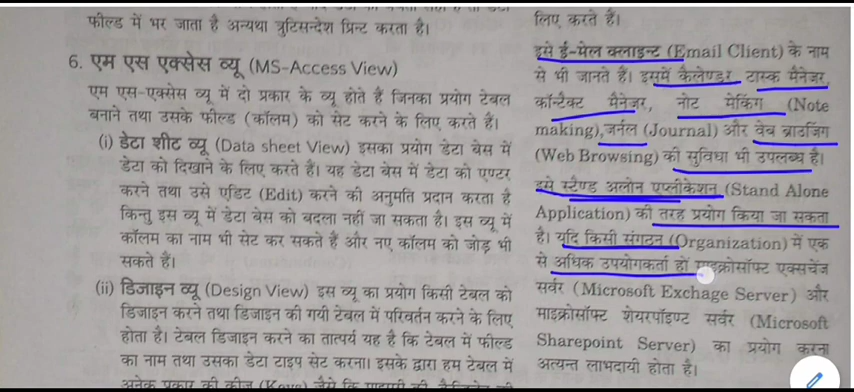 फील्ड में भर जाता है अन्यथा त्रुटिसन्देश प्रिन्ट करता है।
6. एम एस एक्सेस व्यू (MS-Access View)
एम एस-एक्सेस व्यू में दो प्रकार के व्यू होते हैं जिनका प्रयोग टेबल
बनाने तथा उसके फील्ड (कॉलम) को सेट करने के लिए करते हैं।
(i) डेटा शीट व्यू (Data sheet View) इसका प्रयोग डेटा बेस में
डेटा को दिखाने के लिए करते हैं। यह डेटा बेस में डेटा को एण्टर
करने तथा उसे एडिट (Edit) करने की अनुमति प्रदान करता है
किन्तु इस व्यू में डेटा बेस को बदला नहीं जा सकता है। इस व्यू में
कॉलम का नाम भी सेट कर सकते हैं और नए कॉलम को जोड़ भी
सकते हैं।
(ii) डिजाइन व्यू (Design View) इस व्यू का प्रयोग किसी टेबल को
डिजाइन करने तथा डिजाइन की गयी टेबल में परिवर्तन करने के लिए
होता है। टेबल डिजाइन करने का तात्पर्य यह है कि टेबल में फील्ड
का नाम तथा उसका डेटा टाइप सेट करना। इसके द्वारा हम टेबल में
लिए करते हैं।
इसे ई-मेल क्लाइन्ट (Email Client) के नाम
से भी जानते हैं। इसमें कैलेण्डर, टास्क मैनेजर,
कॉन्टैक्ट मैनेजर, नोट मेकिंग (Note
making), जर्नल (Journal) और वेब ब्राउजिंग
(Web Browsing) की सुविधा भी उपलब्ध है।
इसे स्टैण्ड अलोन एप्लीकेशन (Stand Alone
Application) की तरह प्रयोग किया जा सकता
है। यदि किसी संगठन (Organization) में एक
से अधिक उपयोगकर्ता हों माइक्रोसॉफ्ट एक्सचेंज
सर्वर (Microsoft Exchage Server) और
माइक्रोसॉफ्ट शेयरपॉइण्ट सर्वर (Microsoft
Sharepoint Server) का प्रयोग करना
अत्यन्त लाभदायी होता है।